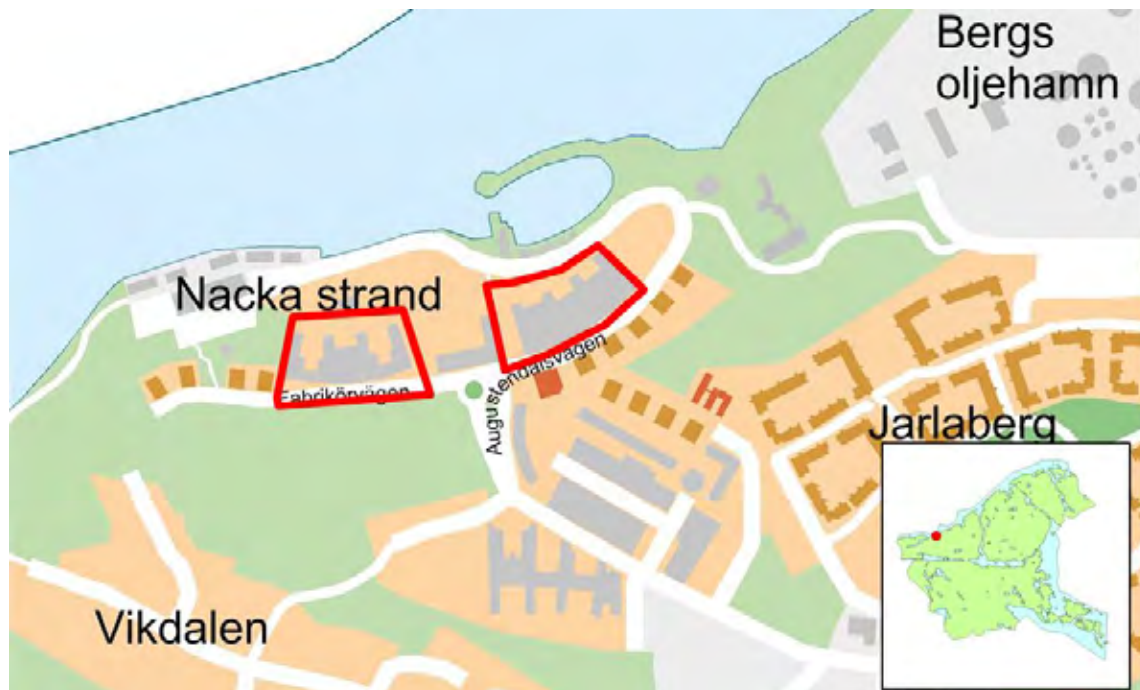 Bergs
oljehamn
Nacka strand
Fabrikörvägen
Augustendalsvägen
Jarlaberg
Vikdalen